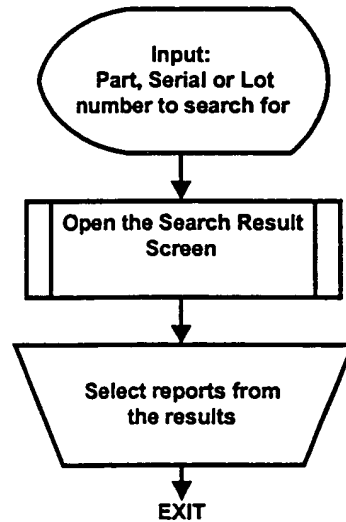 Input:
Part, Serial or Lot
number to search for
Open the Search Result
Screen
Select reports from
the results
EXIT